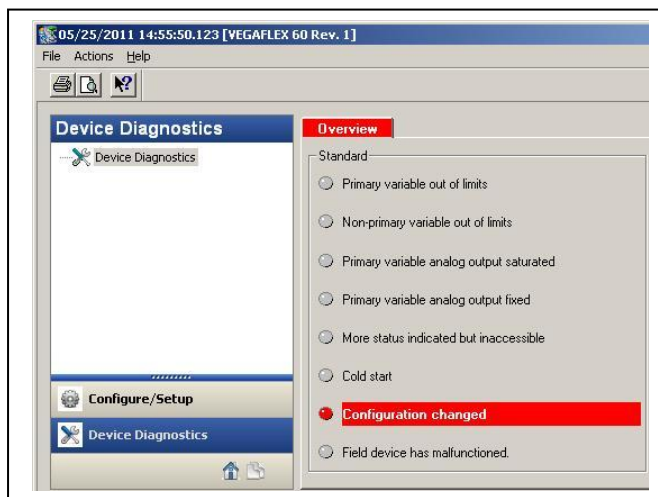 05/25/2011 14:55:50.123 [VEGAFLEX 60 Rev. 1]
File Actions Help
Device Diagnostics
Device Diagnostics
Configure/Setup
Device Diagnostics
Overview
Standard
Primary variable out of limits
Non-primary variable out of limits
Primary variable analog output saturated
Primary variable analog output fixed
More status indicated but inaccessible
Cold start
Configuration changed
Field device has malfunctioned.